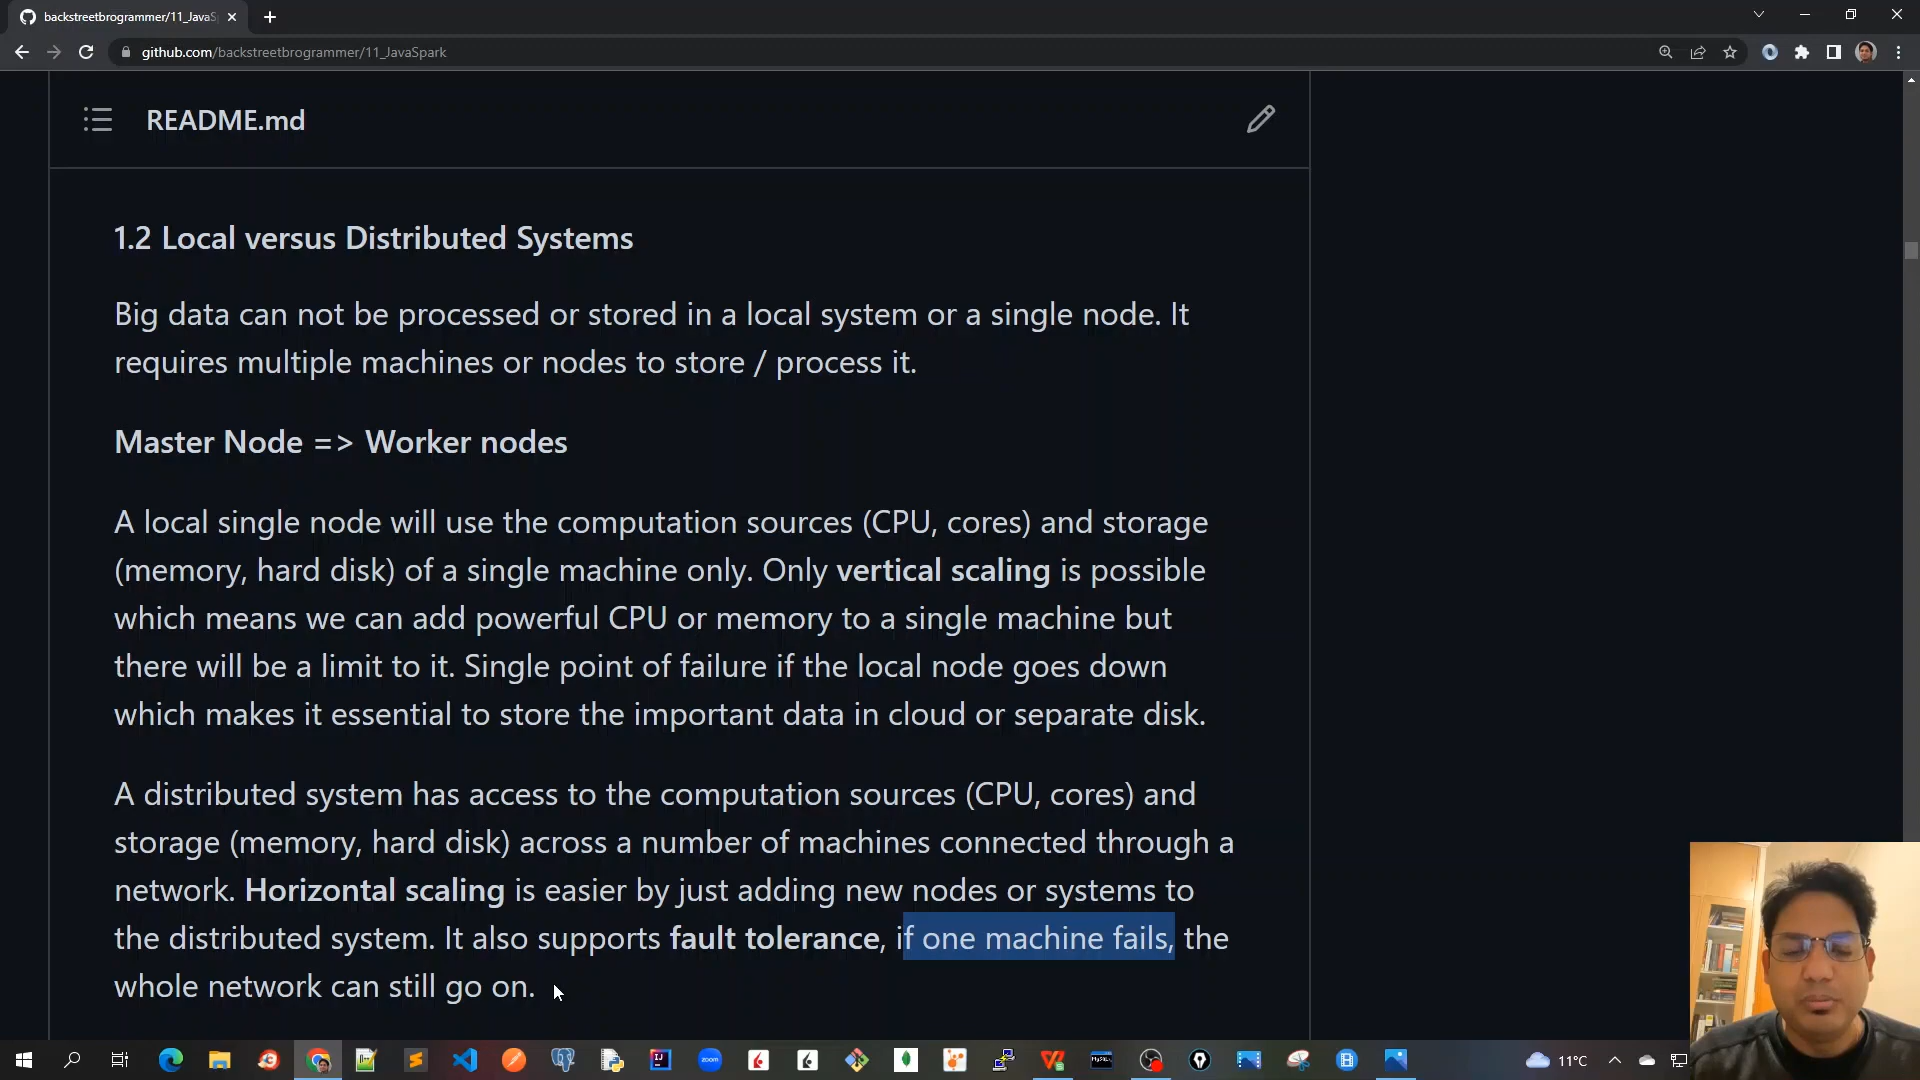 backstreetbrogrammer/11_JavaS
github.com/backstreetbrogrammer/11_JavaSpark
README.md
1.2 Local versus Distributed Systems
Big data can not be processed or stored in a local system or a single node. It
requires multiple machines or nodes to store / process it.
Master Node => Worker nodes
A local single node will use the computation sources (CPU, cores) and storage
(memory, hard disk) of a single machine only. Only vertical scaling is possible
which means we can add powerful CPU or memory to a single machine but
there will be a limit to it. Single point of failure if the local node goes down
which makes it essential to store the important data in cloud or separate disk.
A distributed system has access to the computation sources (CPU, cores) and
storage (memory, hard disk) across a number of machines connected through a
network. Horizontal scaling is easier by just adding new nodes or systems to
the distributed system. It also supports fault tolerance, if one machine fails, the
whole network can still go on.
zoom
11°C